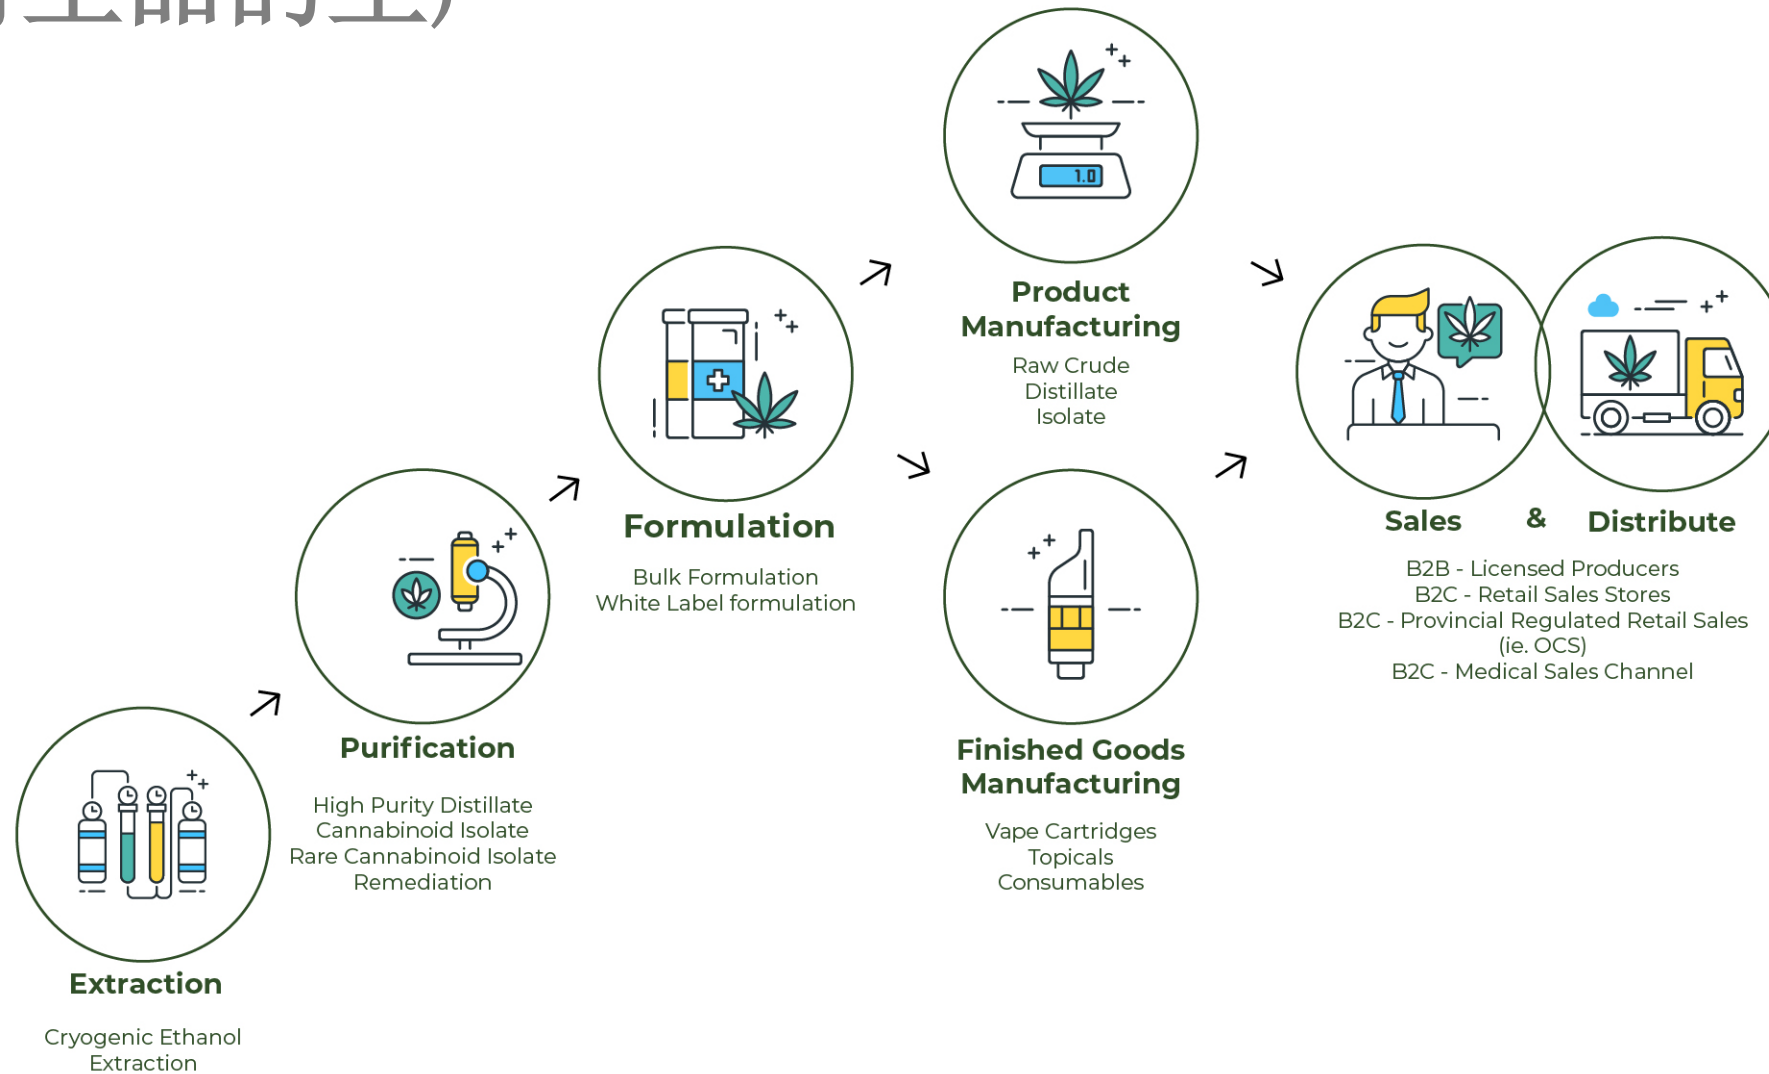 1.0
Product
Manufacturing
Raw Crude
Distillate
Isolate
Sales & Distribute
B2B - Licensed Producers
B2C - Retail Sales Stores
B2C - Provincial Regulated Retail Sales
(ie. OCS)
B2C - Medical Sales Channel
Formulation
Bulk Formulation
White Label formulation
Finished Goods
Manufacturing
Vape Cartridges
Topicals
Consumables
Purification
High Purity Distillate
Cannabinoid Isolate
Rare Cannabinoid Isolate
Remediation
Extraction
Cryogenic Ethanol
Extraction